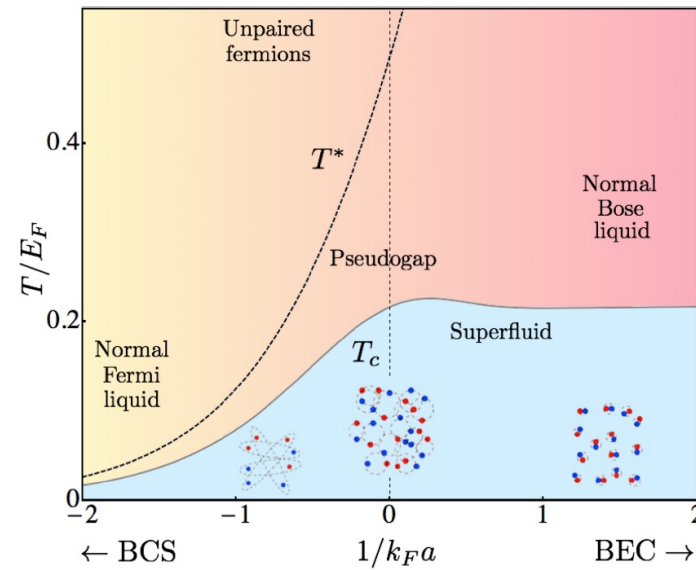 Unpaired
fermions
0.4
T*
Normal
Bose
liquid
T/E_F
Pseudogap
0.2
Superfluid
Normal
Fermi
liquid
T_c
0
−2
−1
0
1
2
← BCS
1/k_F a
BEC →